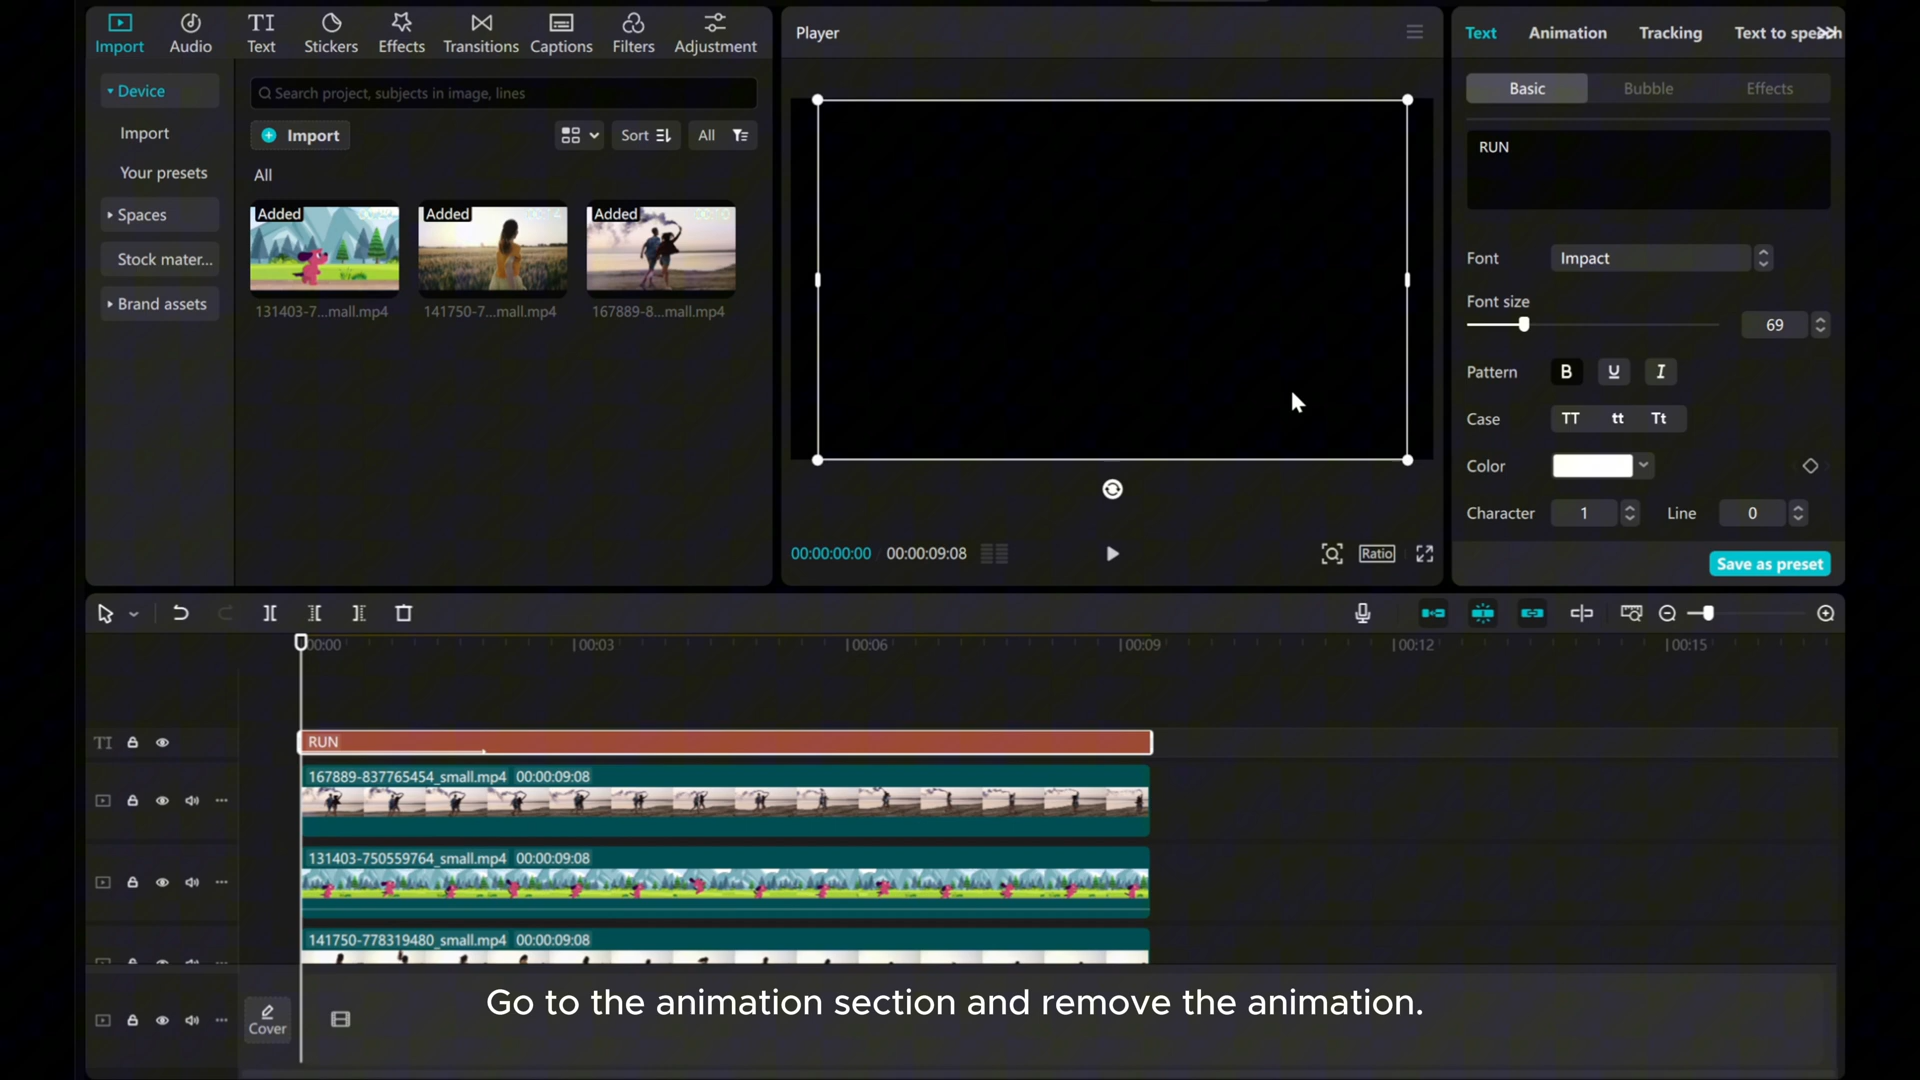 Import
Audio
TI
Text
Stickers
Effects
Transitions
Captions
Filters
Adjustment
Device
Import
Your presets
Spaces
Stock mater...
Brand assets
Search project, subjects in image, lines
Import
Sort
All
All
Added
Added
Added
131403-7...mall.mp4
141750-7...mall.mp4
167889-8...mall.mp4
Player
00:00:00:00
00:00:09:08
Ratio
Text
Animation
Tracking
Text to speech
Basic
Bubble
Effects
RUN
Font
Impact
Font size
69
Pattern
B
U
I
Case
TT
tt
Tt
Color
Character
1
Line
0
Save as preset
00:00
00:03
00:06
00:09
00:12
00:15
TI
RUN
167889-837765454_small.mp4 00:00:09:08
131403-750559764_small.mp4 00:00:09:08
141750-778319480_small.mp4 00:00:09:08
Cover
Go to the animation section and remove the animation.